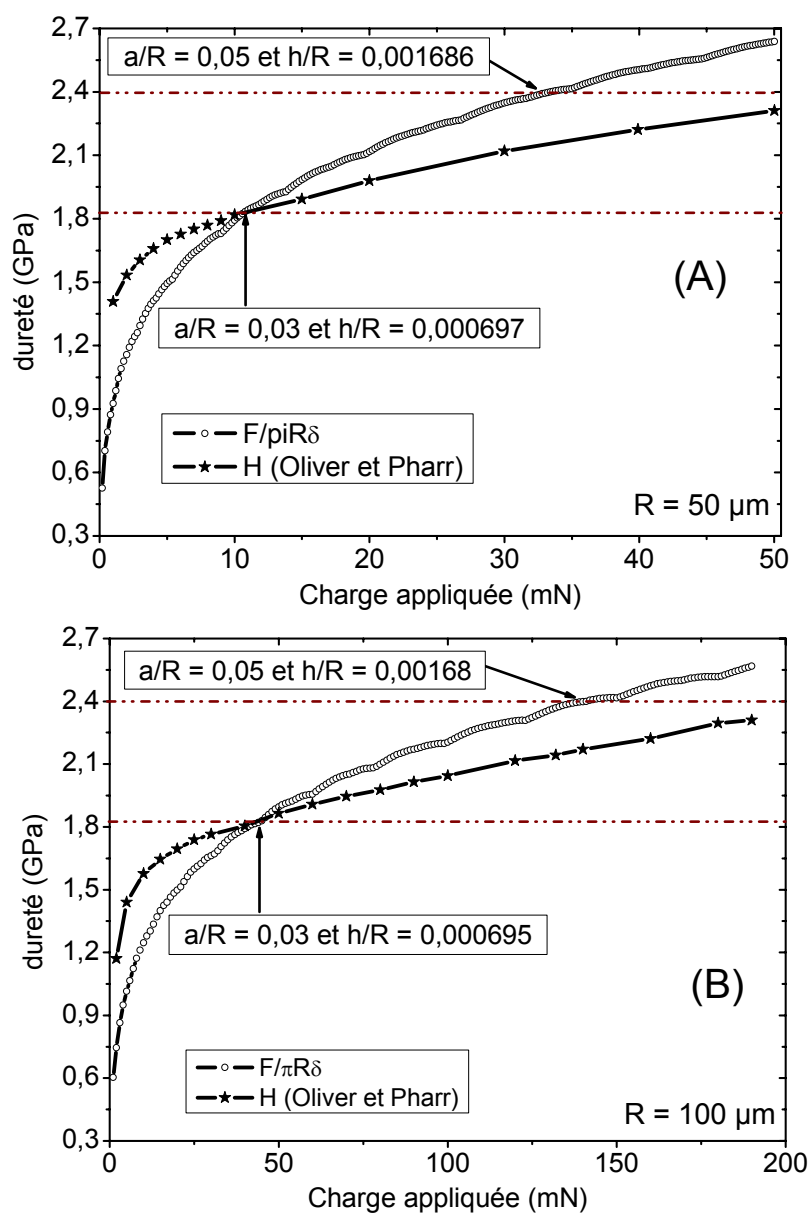 2,7
a/R = 0,05 et h/R = 0,001686
2,4
2,1
1,8
dureté (GPa)
(A)
1,5
a/R = 0,03 et h/R = 0,000697
1,2
0,9
F/piRδ
0,6
H (Oliver et Pharr)
R = 50 µm
0,3
0 10 20 30 40 50
Charge appliquée (mN)
2,7
a/R = 0,05 et h/R = 0,00168
2,4
2,1
1,8
dureté (GPa)
1,5
a/R = 0,03 et h/R = 0,000695
1,2
(B)
0,9
F/πRδ
0,6
H (Oliver et Pharr)
R = 100 µm
0,3
0 50 100 150 200
Charge appliquée (mN)